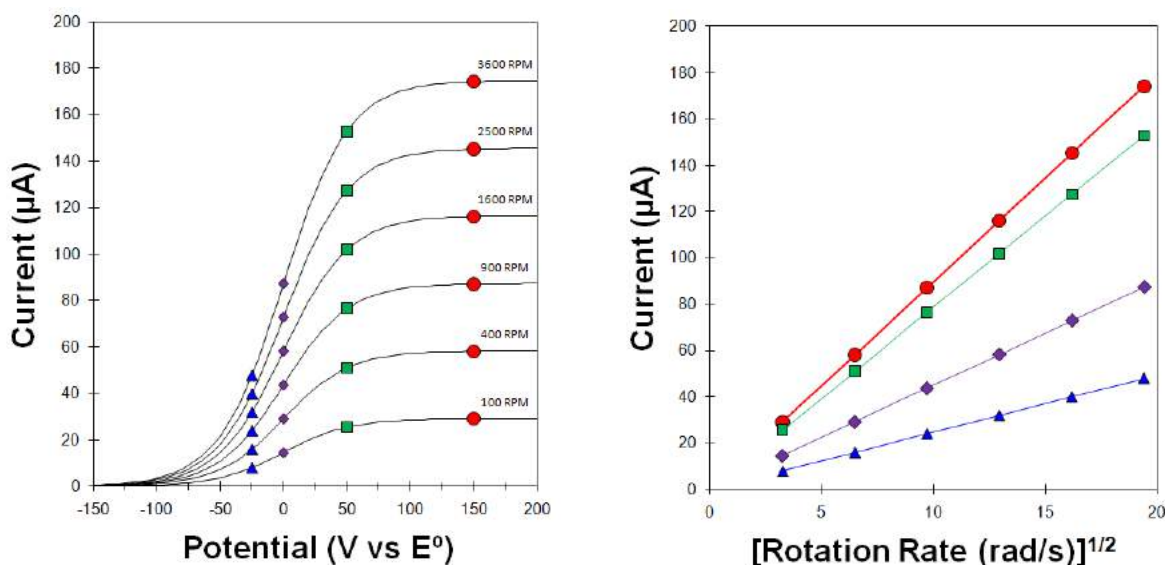 200
180
160
140
120
100
80
60
40
20
0
Current (µA)
3600 RPM
2500 RPM
1600 RPM
900 RPM
400 RPM
100 RPM
-150 -100 -50 0 50 100 150 200
Potential (V vs Eº)
200
180
160
140
120
100
80
60
40
20
0
Current (µA)
0 5 10 15 20
[Rotation Rate (rad/s)]¹/²